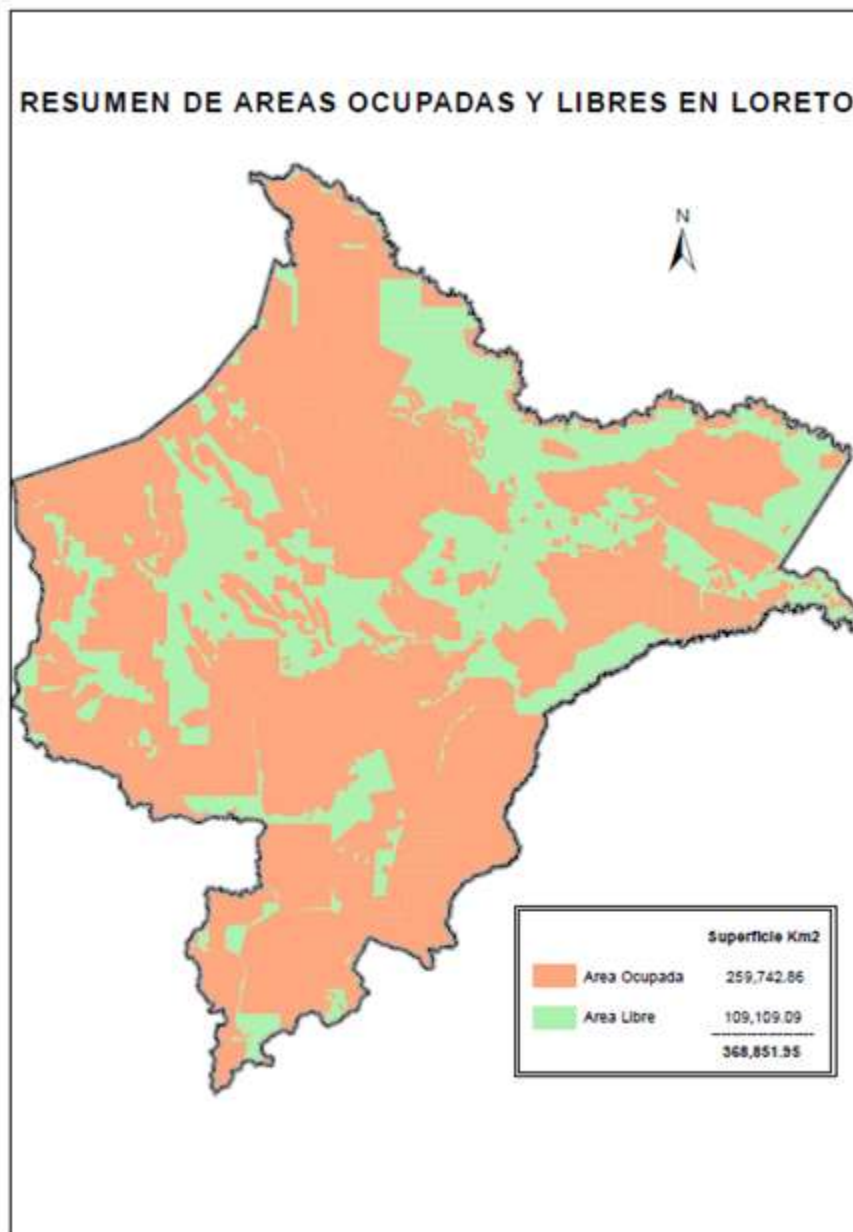 RESUMEN DE AREAS OCUPADAS Y LIBRES EN LORETO
N
Superficie Km2
Area Ocupada 259,742.86
Area Libre 109,109.09
368,851.95